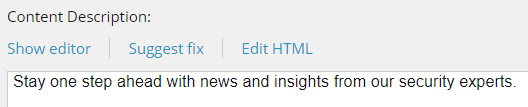 Content Description:
Show editor Suggest fix Edit HTML
Stay one step ahead with news and insights from our security experts.